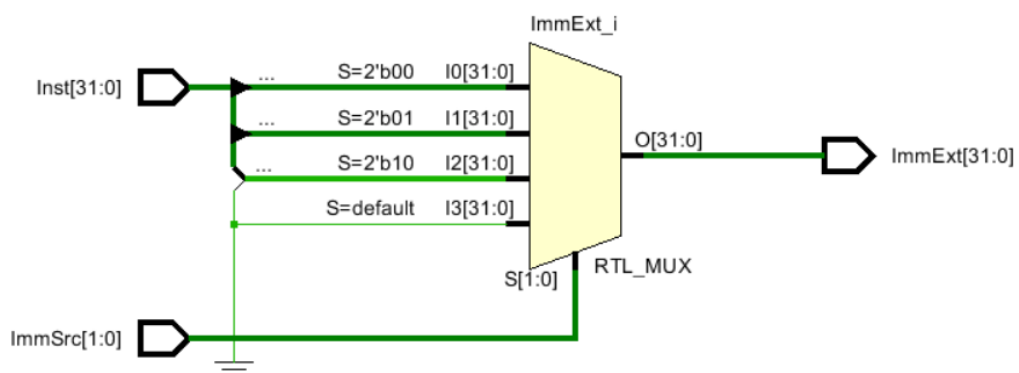 ImmExt_i
Inst[31:0]
... S=2'b00 I0[31:0]
... S=2'b01 I1[31:0]
O[31:0]
ImmExt[31:0]
... S=2'b10 I2[31:0]
S=default I3[31:0]
S[1:0]
RTL_MUX
ImmSrc[1:0]